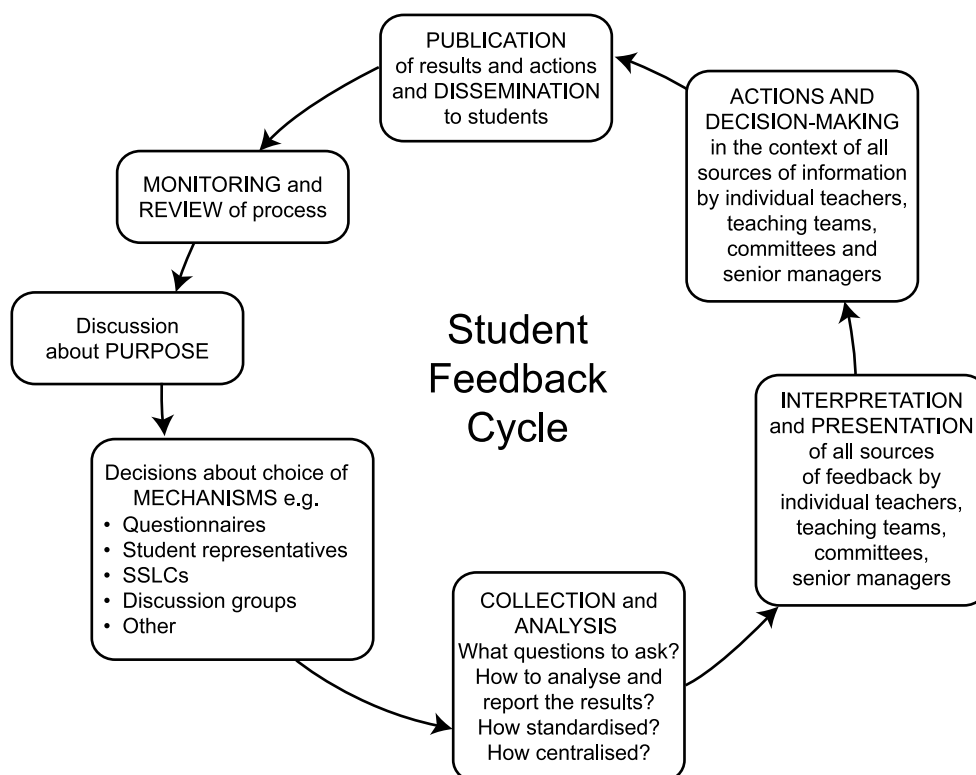 PUBLICATION
of results and actions
and DISSEMINATION
to students
ACTIONS AND
DECISION-MAKING
in the context of all
sources of information
by individual teachers,
teaching teams,
committees and
senior managers
MONITORING and
REVIEW of process
Discussion
about PURPOSE
Student
Feedback
Cycle
INTERPRETATION
and PRESENTATION
of all sources
of feedback by
individual teachers,
teaching teams,
committees,
senior managers
Decisions about choice of
MECHANISMS e.g.
• Questionnaires
• Student representatives
• SSLCs
• Discussion groups
• Other
COLLECTION and
ANALYSIS
What questions to ask?
How to analyse and
report the results?
How standardised?
How centralised?